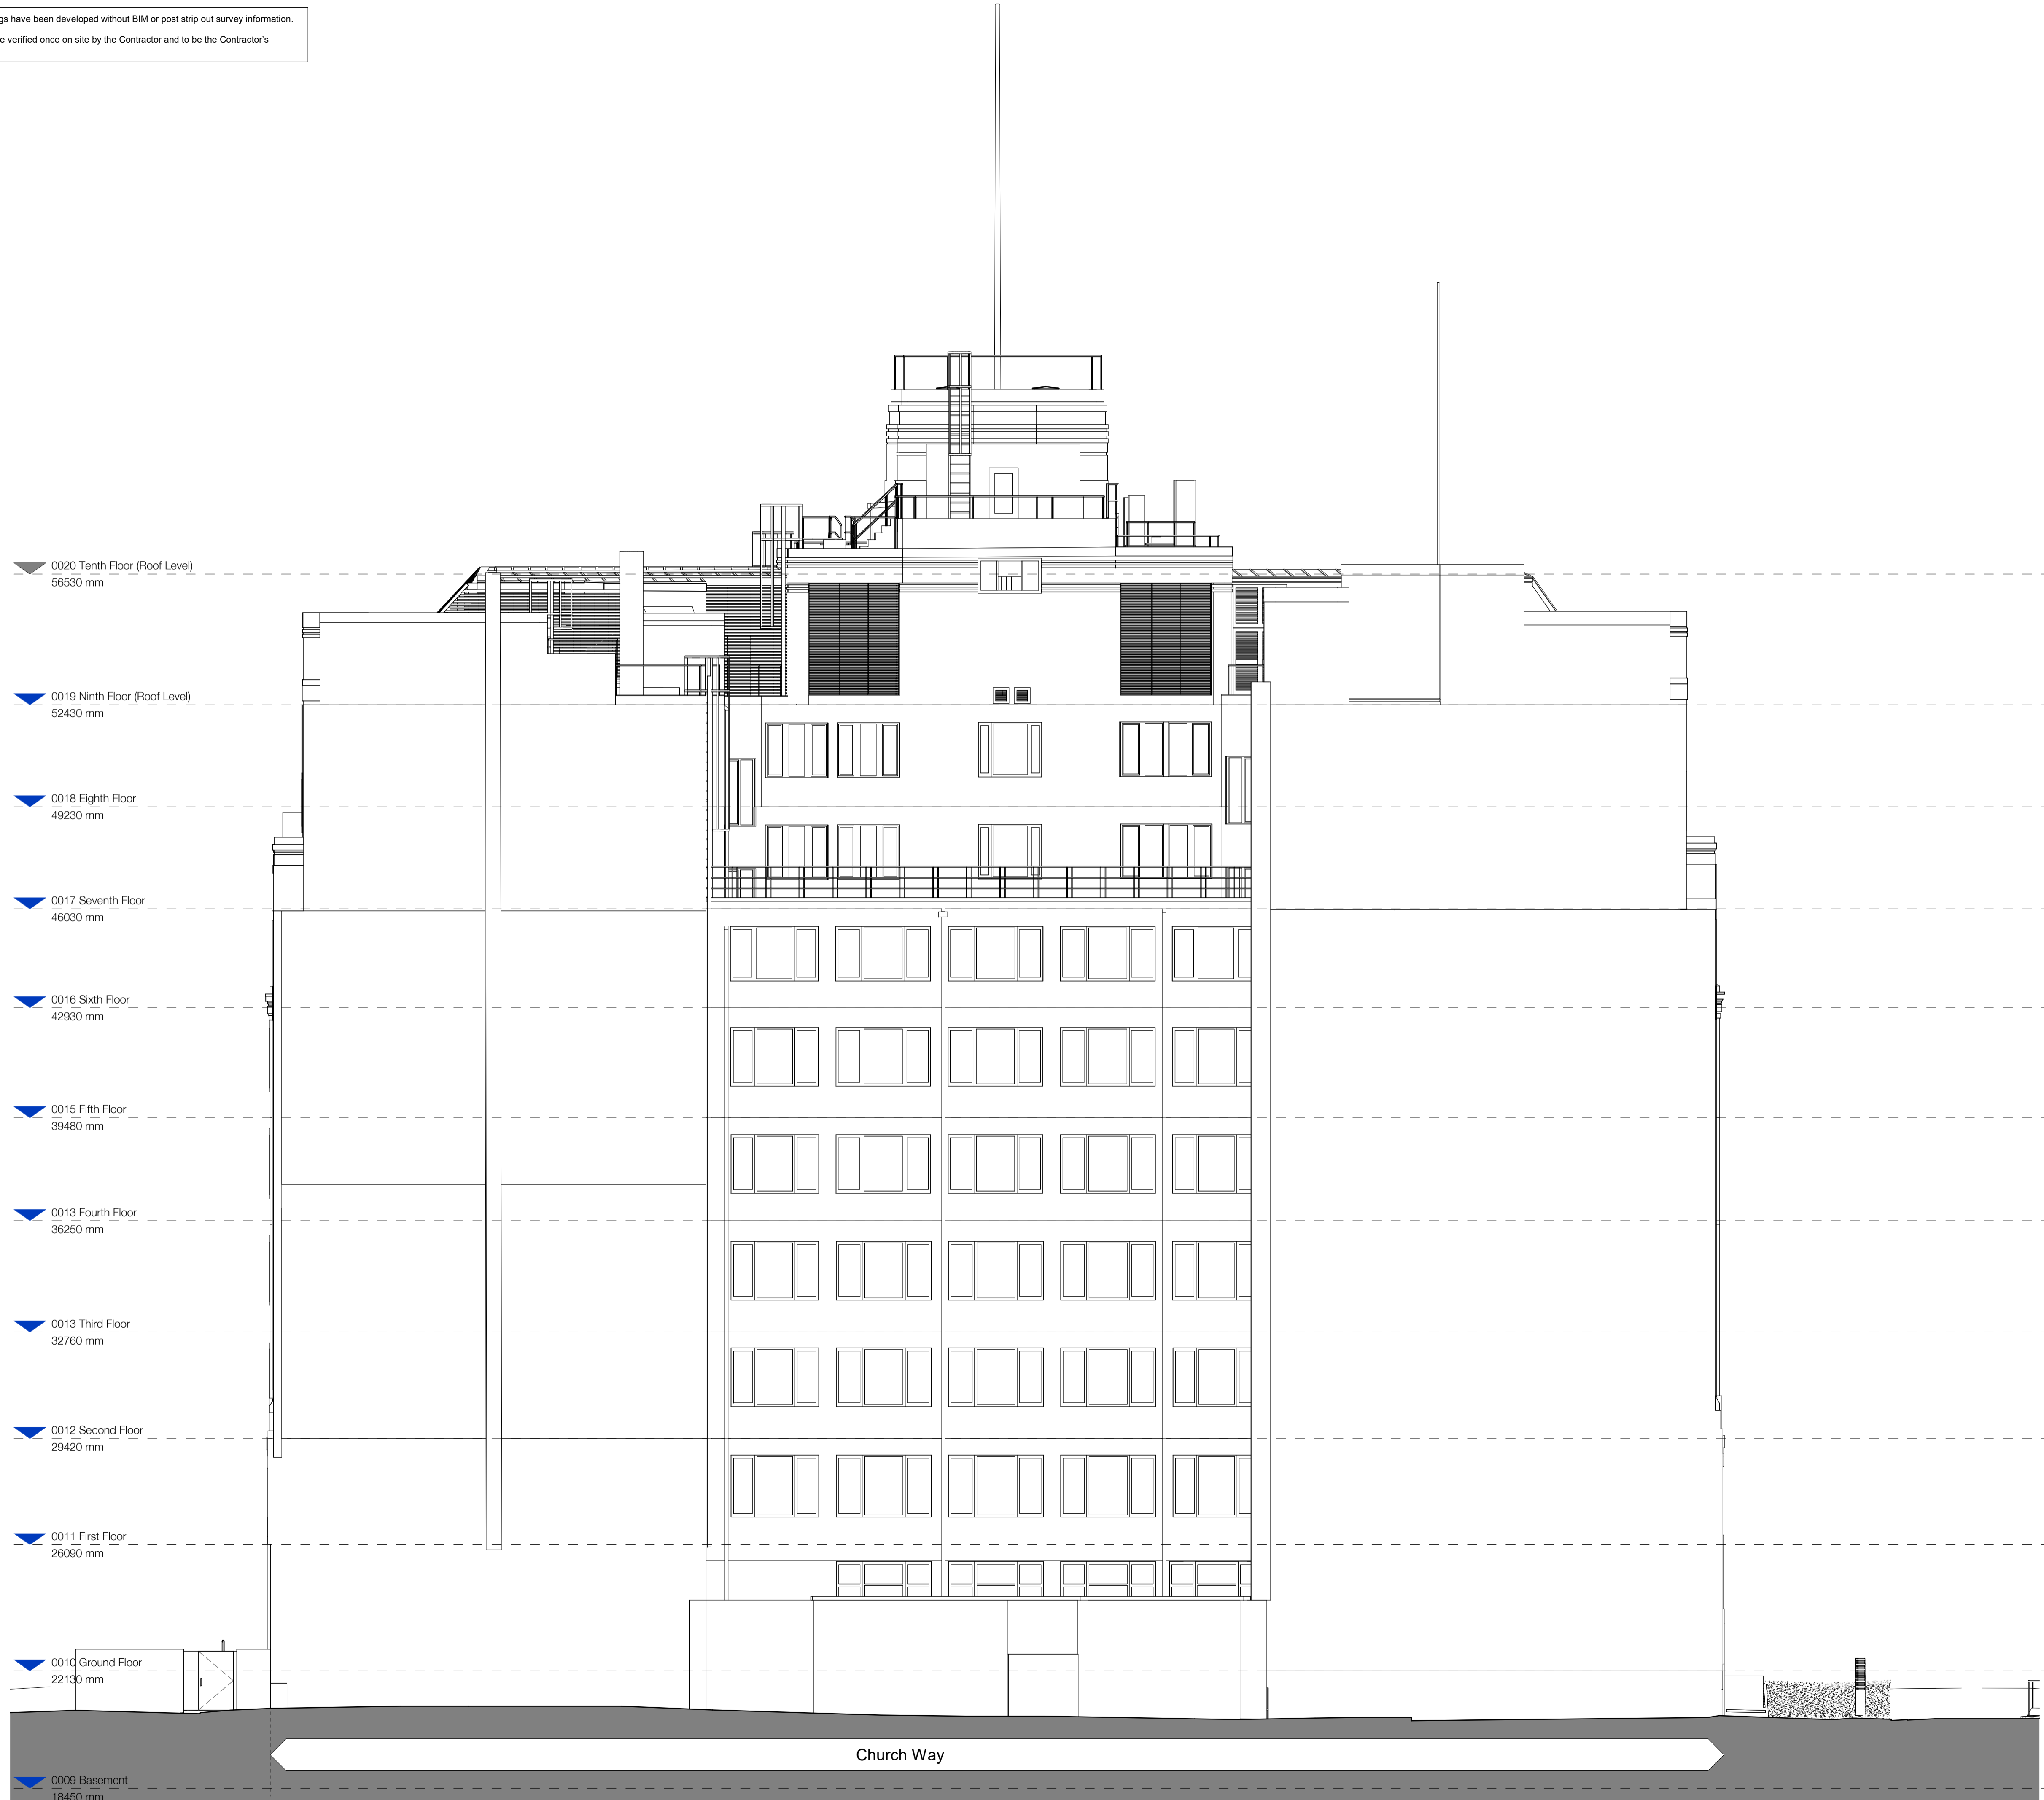 gs have been developed without BIM or post strip out survey information.
e verified once on site by the Contractor and to be the Contractor's
0020 Tenth Floor (Roof Level)
56530 mm
0019 Ninth Floor (Roof Level)
52430 mm
0018 Eighth Floor
49230 mm
0017 Seventh Floor
46030 mm
0016 Sixth Floor
42930 mm
0015 Fifth Floor
39480 mm
0013 Fourth Floor
36250 mm
0013 Third Floor
32760 mm
0012 Second Floor
29420 mm
0011 First Floor
26090 mm
0010 Ground Floor
22130 mm
Church Way
0009 Basement
18450 mm